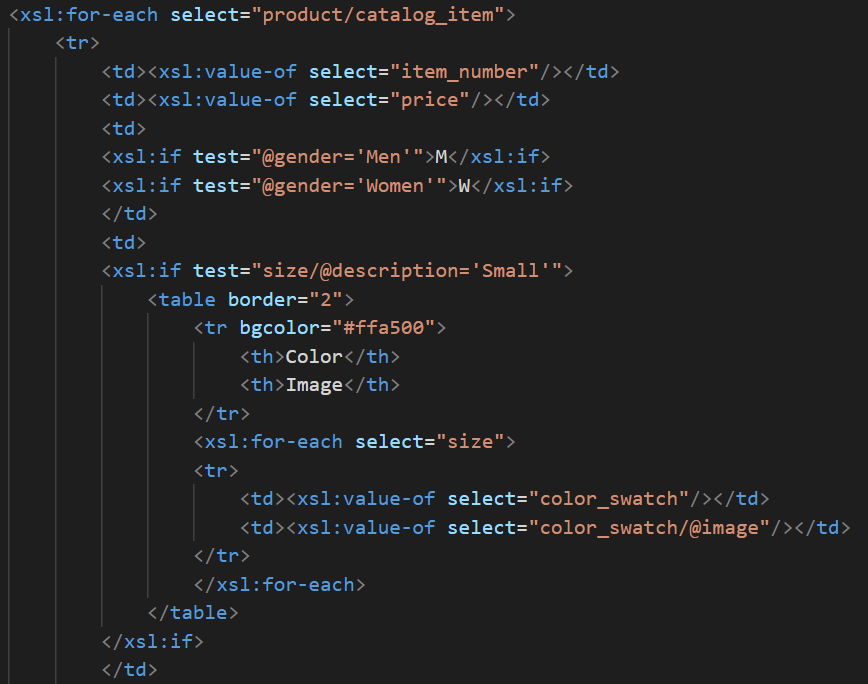 <xsl:for-each select="product/catalog_item">
<tr>
<td><xsl:value-of select="item_number"/></td>
<td><xsl:value-of select="price"/></td>
<td>
<xsl:if test="@gender='Men'">M</xsl:if>
<xsl:if test="@gender='Women'">W</xsl:if>
</td>
<td>
<xsl:if test="size/@description='Small'">
<table border="2">
<tr bgcolor="#ffa500">
<th>Color</th>
<th>Image</th>
</tr>
<xsl:for-each select="size">
<tr>
<td><xsl:value-of select="color_swatch"/></td>
<td><xsl:value-of select="color_swatch/@image"/></td>
</tr>
</xsl:for-each>
</table>
</xsl:if>
</td>